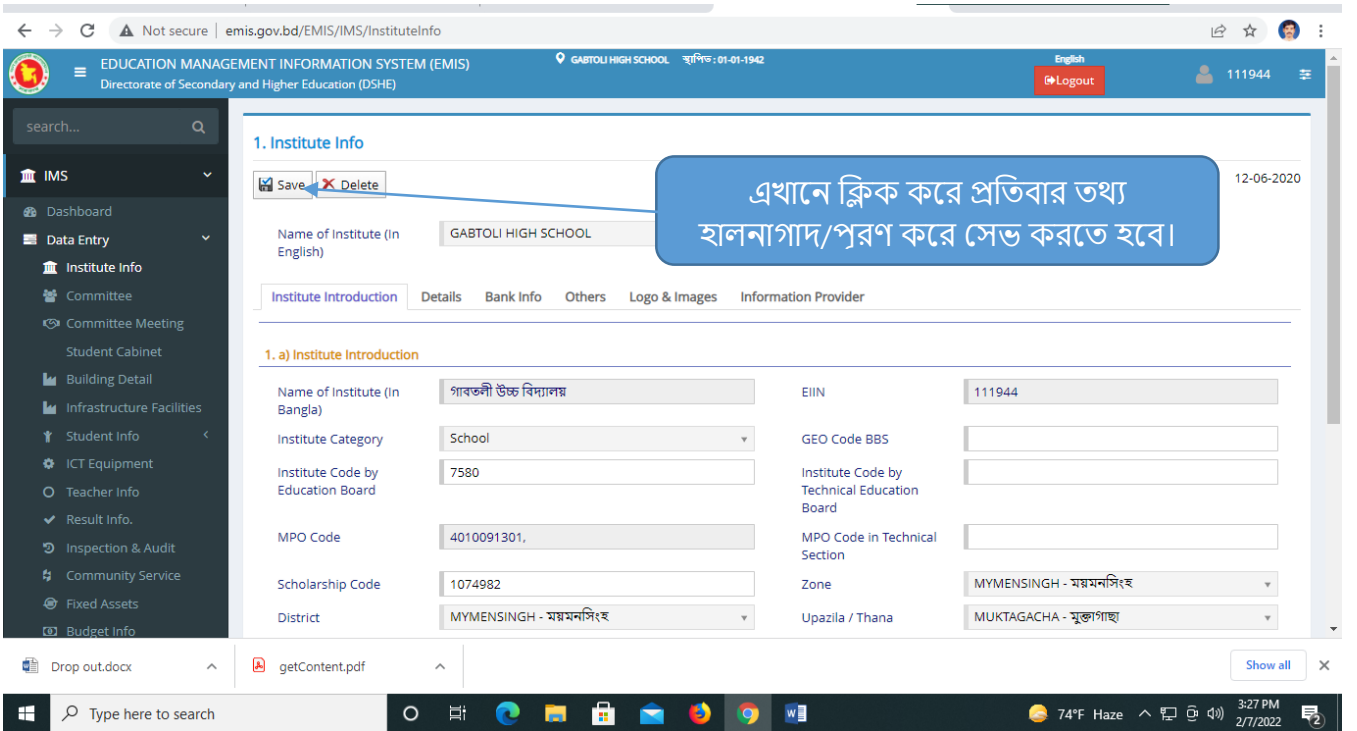 Not secure | emis.gov.bd/EMIS/IMS/InstituteInfo
EDUCATION MANAGEMENT INFORMATION SYSTEM (EMIS)
Directorate of Secondary and Higher Education (DSHE)
GABTOLI HIGH SCHOOL স্থাপিত : 01-01-1942
English
Logout
111944
search...
IMS
Dashboard
Data Entry
Institute Info
Committee
Committee Meeting
Student Cabinet
Building Detail
Infrastructure Facilities
Student Info
ICT Equipment
Teacher Info
Result Info.
Inspection & Audit
Community Service
Fixed Assets
Budget Info
1. Institute Info
Save Delete
12-06-2020
এখানে ক্লিক করে প্রতিবার তথ্য
হালনাগাদ/পূরণ করে সেভ করতে হবে।
Name of Institute (In
English)
GABTOLI HIGH SCHOOL
Institute Introduction Details Bank Info Others Logo & Images Information Provider
1. a) Institute Introduction
Name of Institute (In
Bangla)
গাবতলী উচ্চ বিদ্যালয়
EIIN
111944
Institute Category
School
GEO Code BBS
Institute Code by
Education Board
7580
Institute Code by
Technical Education
Board
MPO Code
4010091301,
MPO Code in Technical
Section
Scholarship Code
1074982
Zone
MYMENSINGH - ময়মনসিংহ
District
MYMENSINGH - ময়মনসিংহ
Upazila / Thana
MUKTAGACHA - মুক্তাগাছা
Drop out.docx
getContent.pdf
Show all
Type here to search
74°F Haze
3:27 PM
2/7/2022
2